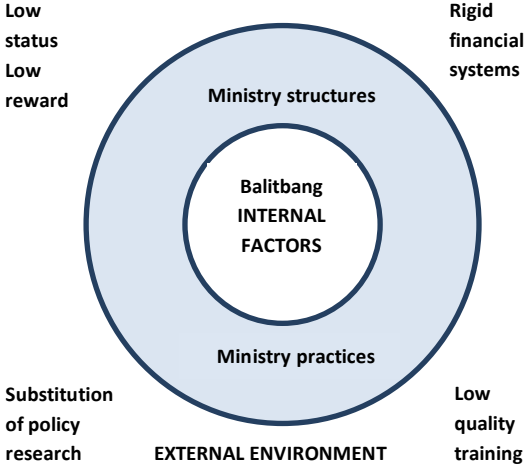 Low
status
Low
reward
Rigid
financial
systems
Ministry structures
Balitbang
INTERNAL
FACTORS
Ministry practices
Substitution
of policy
research
EXTERNAL ENVIRONMENT
Low
quality
training